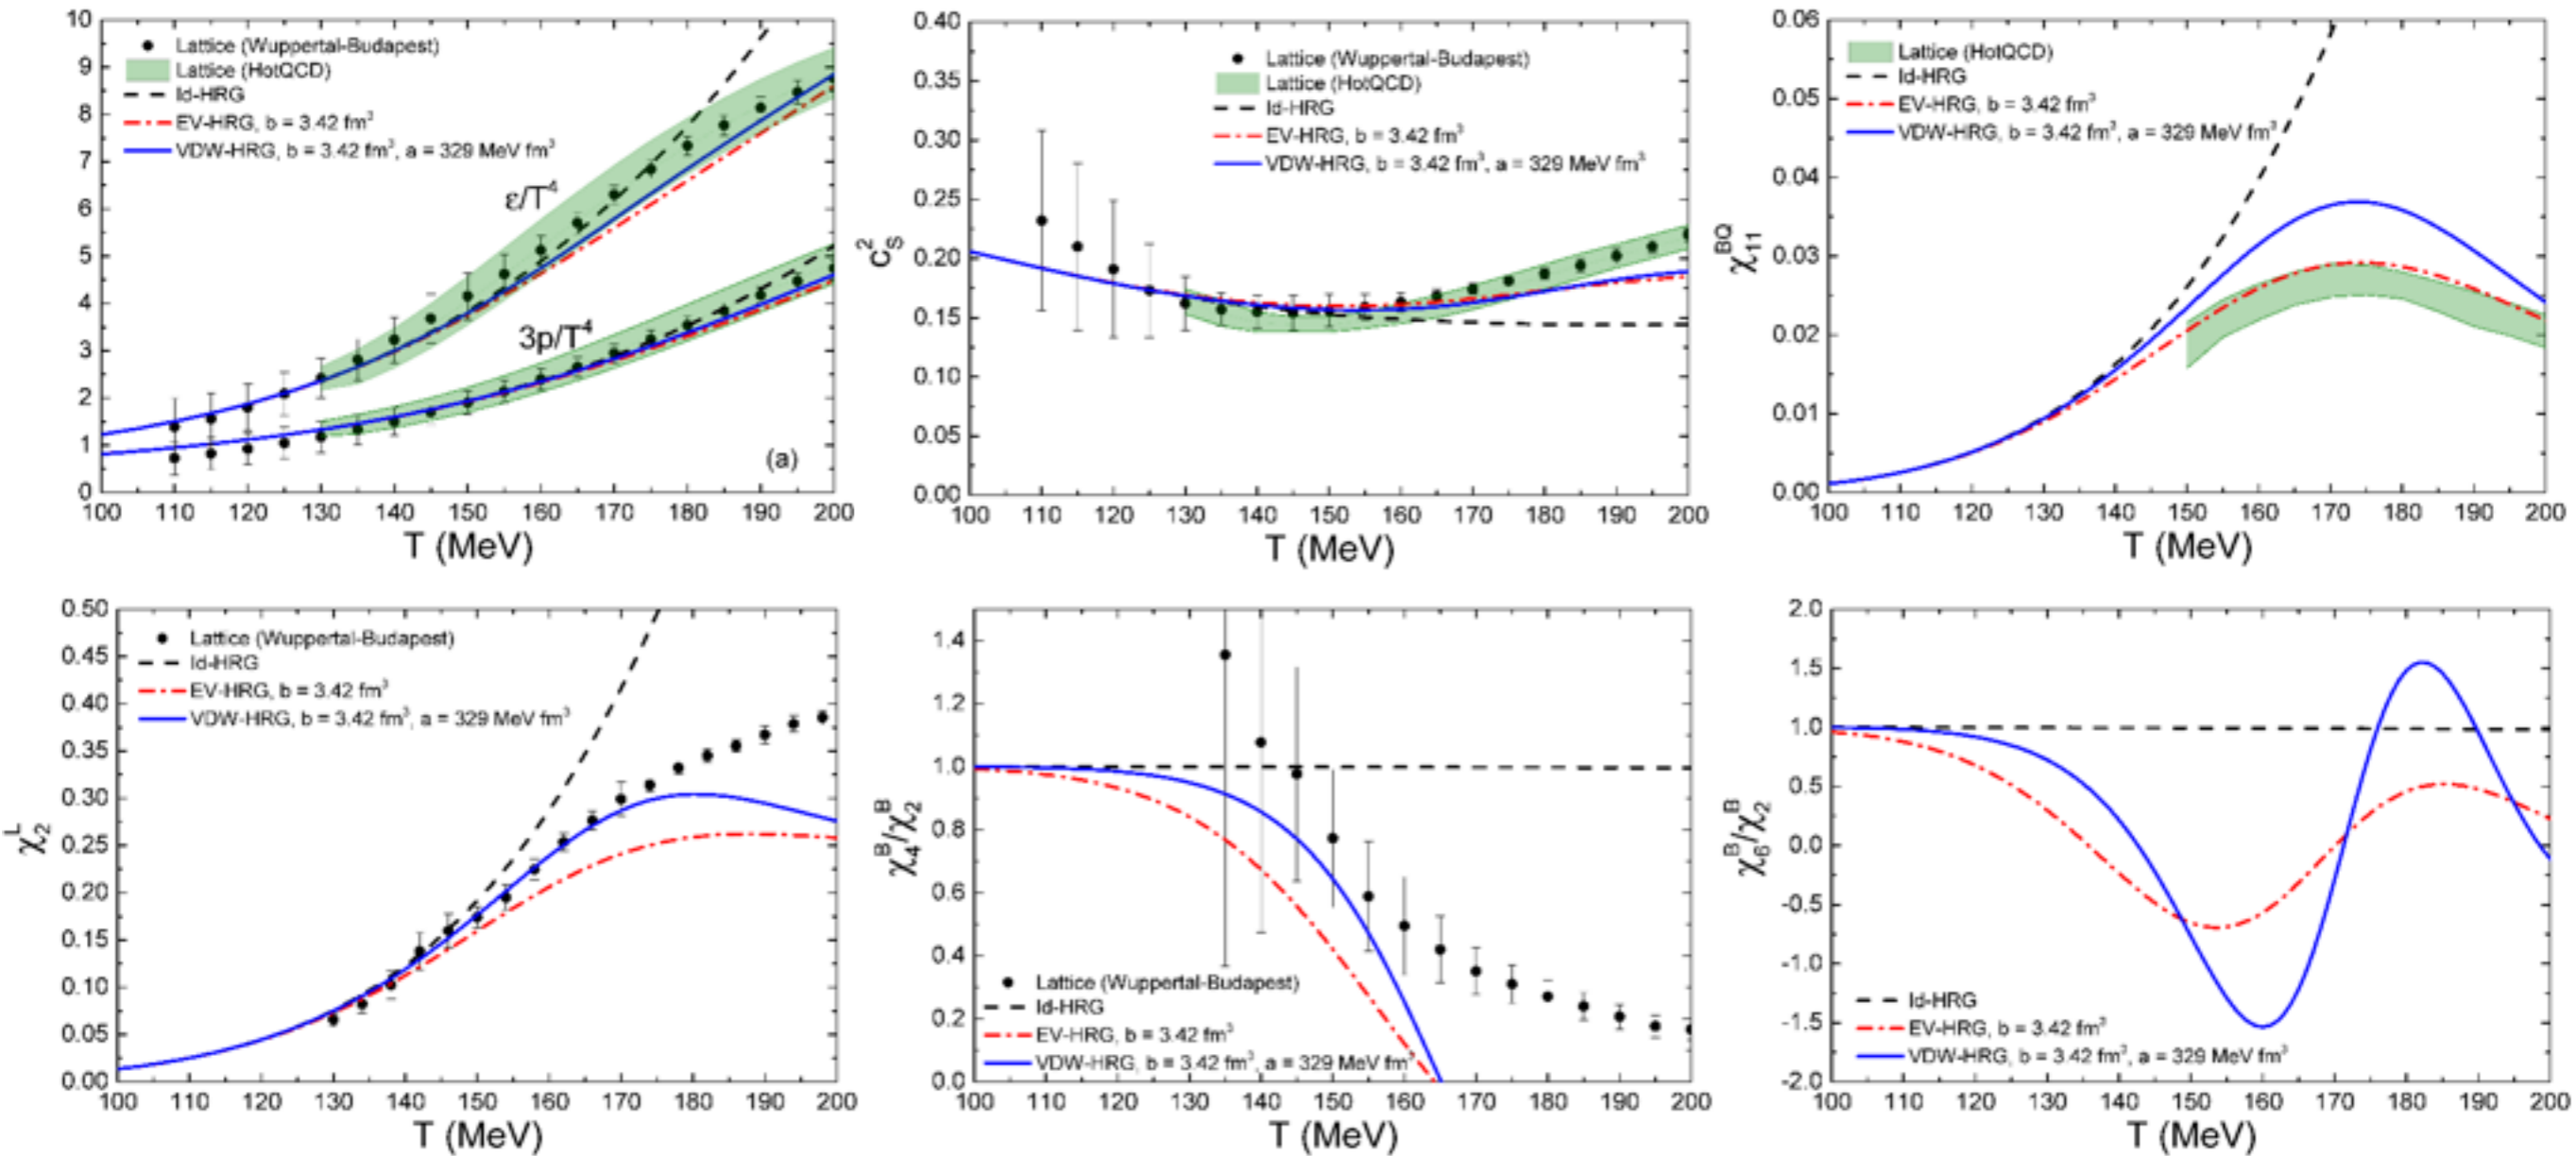 10
9
8
7
6
5
4
3
2
1
0
Lattice (Wuppertal-Budapest)
Lattice (HotQCD)
Id-HRG
EV-HRG, b = 3.42 fm³
VDW-HRG, b = 3.42 fm³, a = 329 MeV fm³
ε/T⁴
3p/T⁴
(a)
100 110 120 130 140 150 160 170 180 190 200
T (MeV)
0.40
0.35
0.30
0.25
0.20
0.15
0.10
0.05
0.00
c_S^2
Lattice (Wuppertal-Budapest)
Lattice (HotQCD)
Id-HRG
EV-HRG, b = 3.42 fm³
VDW-HRG, b = 3.42 fm³, a = 329 MeV fm³
100 110 120 130 140 150 160 170 180 190 200
T (MeV)
0.06
0.05
0.04
0.03
0.02
0.01
0.00
χ_11^BQ
Lattice (HotQCD)
Id-HRG
EV-HRG, b = 3.42 fm³
VDW-HRG, b = 3.42 fm³, a = 329 MeV fm³
100 110 120 130 140 150 160 170 180 190 200
T (MeV)
0.50
0.45
0.40
0.35
0.30
0.25
0.20
0.15
0.10
0.05
0.00
χ_2^L
Lattice (Wuppertal-Budapest)
Id-HRG
EV-HRG, b = 3.42 fm³
VDW-HRG, b = 3.42 fm³, a = 329 MeV fm³
100 110 120 130 140 150 160 170 180 190 200
T (MeV)
1.4
1.2
1.0
0.8
0.6
0.4
0.2
0.0
χ_4^B/χ_2^B
Lattice (Wuppertal-Budapest)
Id-HRG
EV-HRG, b = 3.42 fm³
VDW-HRG, b = 3.42 fm³, a = 329 MeV fm³
100 110 120 130 140 150 160 170 180 190 200
T (MeV)
2.0
1.5
1.0
0.5
0.0
-0.5
-1.0
-1.5
-2.0
χ_6^B/χ_2^B
Id-HRG
EV-HRG, b = 3.42 fm³
VDW-HRG, b = 3.42 fm³, a = 329 MeV fm³
100 110 120 130 140 150 160 170 180 190 200
T (MeV)